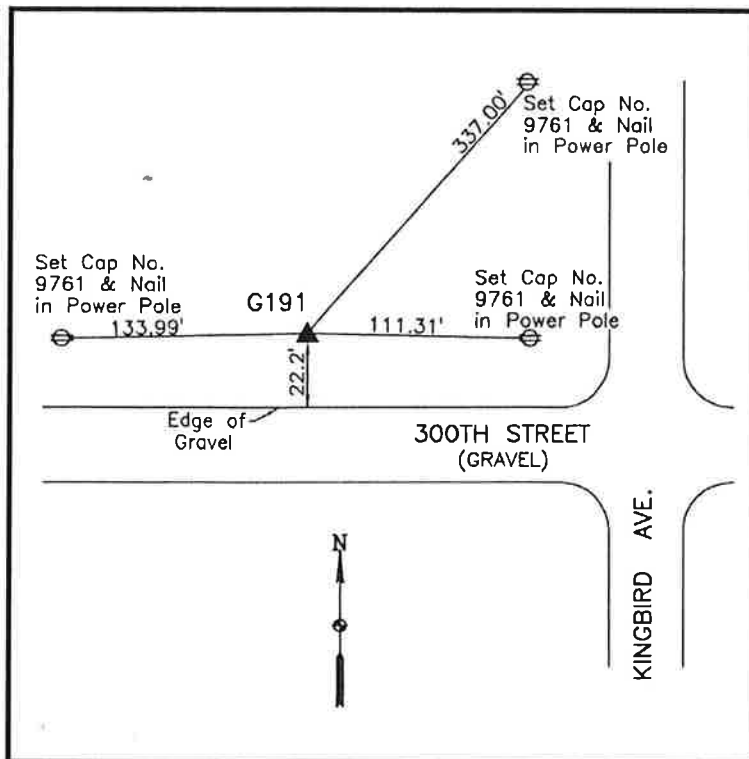 337.00'
Set Cap No.
9761 & Nail
in Power Pole
Set Cap No.
9761 & Nail
in Power Pole
G191
Set Cap No.
9761 & Nail
in Power Pole
133.99'
111.31'
22.2'
Edge of
Gravel
300TH STREET
(GRAVEL)
N
KINGBIRD AVE.